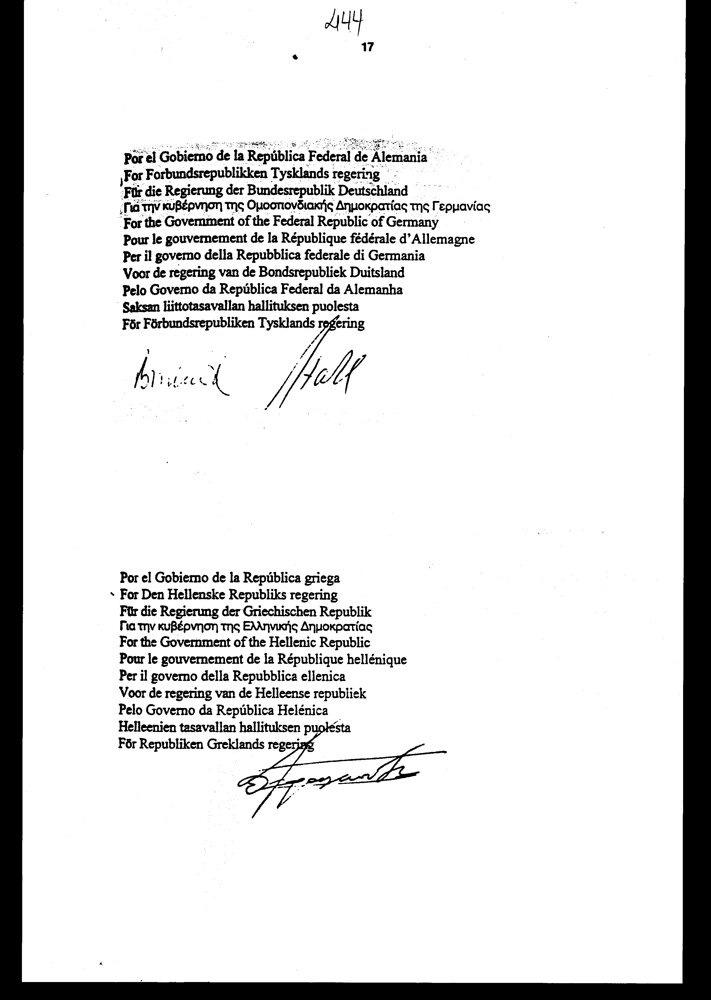 444
17
Por el Gobierno de la República Federal de Alemania
For Forbundsrepublikken Tysklands regering
Für die Regierung der Bundesrepublik Deutschland
Για την κυβέρνηση της Ομοσπονδιακής Δημοκρατίας της Γερμανίας
For the Government of the Federal Republic of Germany
Pour le gouvernement de la République fédérale d'Allemagne
Per il governo della Repubblica federale di Germania
Voor de regering van de Bondsrepubliek Duitsland
Pelo Governo da República Federal da Alemanha
Saksan liittotasavallan hallituksen puolesta
För Förbundsrepubliken Tysklands regering
Por el Gobierno de la República griega
For Den Hellenske Republiks regering
Für die Regierung der Griechischen Republik
Για την κυβέρνηση της Ελληνικής Δημοκρατίας
For the Government of the Hellenic Republic
Pour le gouvernement de la République hellénique
Per il governo della Repubblica ellenica
Voor de regering van de Helleense republiek
Pelo Governo da República Helénica
Helleenien tasavallan hallituksen puolesta
För Republiken Greklands regering